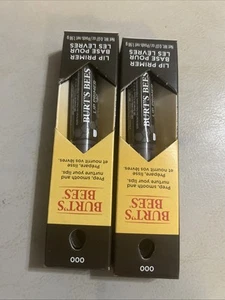 LIP PRIMER
BASE POUR
LES LÈVRES
BURT'S BEES
Prep, smooth and
nurture your lips.
Prépare, lisse
et nourrit vos lèvres.
BURT'S
BEES
000
LIP PRIMER
BASE POUR
LES LÈVRES
BURT'S BEES
Prep, smooth and
nurture your lips.
Prépare, lisse
et nourrit vos lèvres.
BURT'S
BEES
000